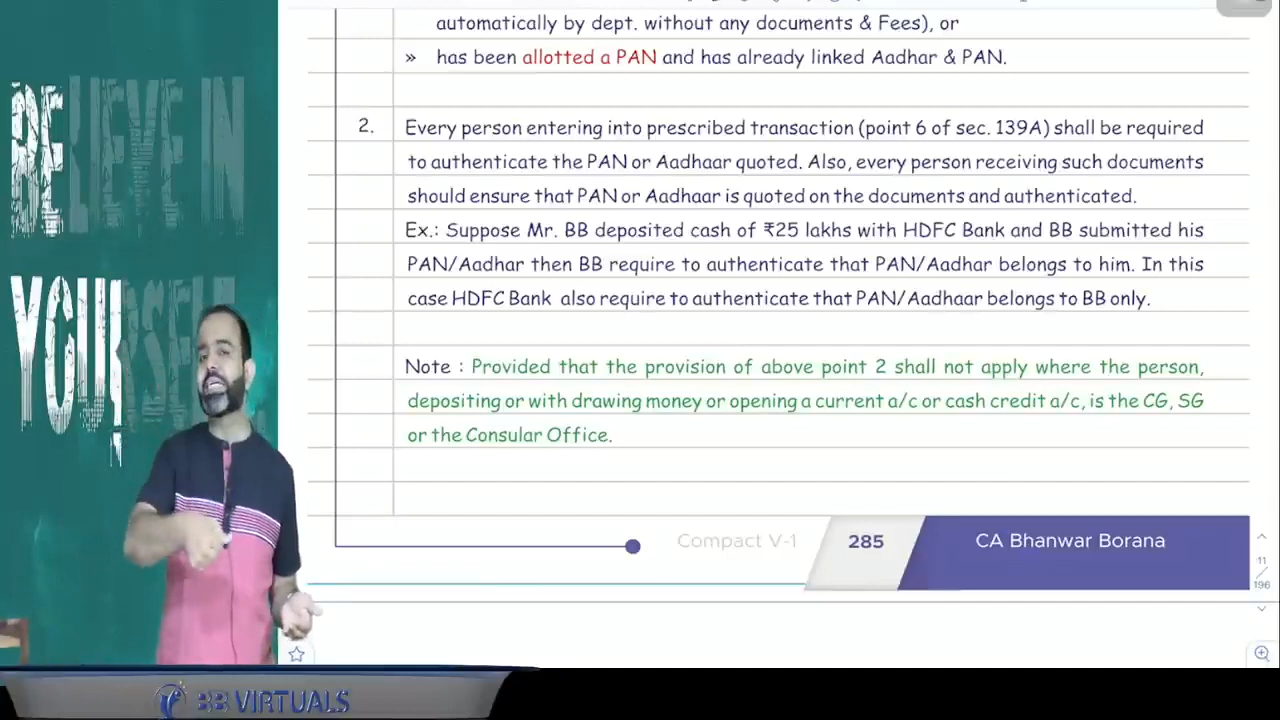 BELIEVE IN
YOURSELF
automatically by dept. without any documents & Fees), or
» has been allotted a PAN and has already linked Aadhar & PAN.
2. Every person entering into prescribed transaction (point 6 of sec. 139A) shall be required
to authenticate the PAN or Aadhaar quoted. Also, every person receiving such documents
should ensure that PAN or Aadhaar is quoted on the documents and authenticated.
Ex.: Suppose Mr. BB deposited cash of ₹25 lakhs with HDFC Bank and BB submitted his
PAN/Aadhar then BB require to authenticate that PAN/Aadhar belongs to him. In this
case HDFC Bank also require to authenticate that PAN/Aadhaar belongs to BB only.
Note : Provided that the provision of above point 2 shall not apply where the person,
depositing or with drawing money or opening a current a/c or cash credit a/c, is the CG, SG
or the Consular Office.
Compact V-1 285 CA Bhanwar Borana
11
/
196
BB VIRTUALS